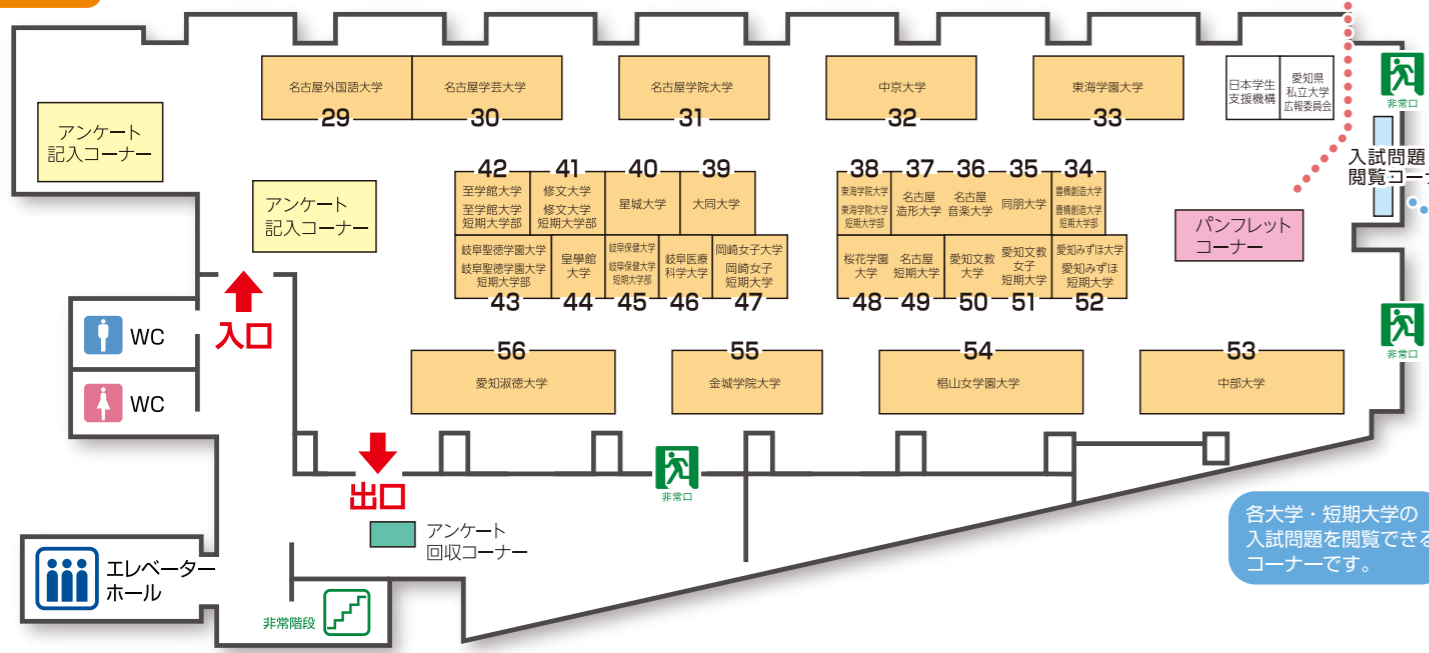 名古屋外国語大学
29
名古屋学芸大学
30
名古屋学院大学
31
中京大学
32
東海学園大学
33
日本学生
支援機構
愛知県
私立大学
広報委員会
非常口
アンケート
記入コーナー
アンケート
記入コーナー
入試問題
閲覧コーナ
42
至学館大学
至学館大学
短期大学部
41
修文大学
修文大学
短期大学部
40
星城大学
39
大同大学
38
東海学院大学
東海学院大学
短期大学部
37
名古屋
造形大学
36
名古屋
音楽大学
35
同朋大学
34
豊橋創造大学
豊橋創造大学
短期大学部
パンフレット
コーナー
岐阜聖徳学園大学
岐阜聖徳学園大学
短期大学部
43
皇學館
大学
44
岐阜保健大学
岐阜保健大学
短期大学部
45
岐阜医療
科学大学
46
岡崎女子大学
岡崎女子
短期大学
47
桜花学園
大学
48
名古屋
短期大学
49
愛知文教
大学
50
愛知文教
女子
短期大学
51
愛知みずほ大学
愛知みずほ
短期大学
52
入口
WC
WC
非常口
56
愛知淑徳大学
55
金城学院大学
54
椙山女学園大学
53
中部大学
出口
非常口
アンケート
回収コーナー
エレベーター
ホール
非常階段
各大学・短期大学の
入試問題を閲覧できる
コーナーです。